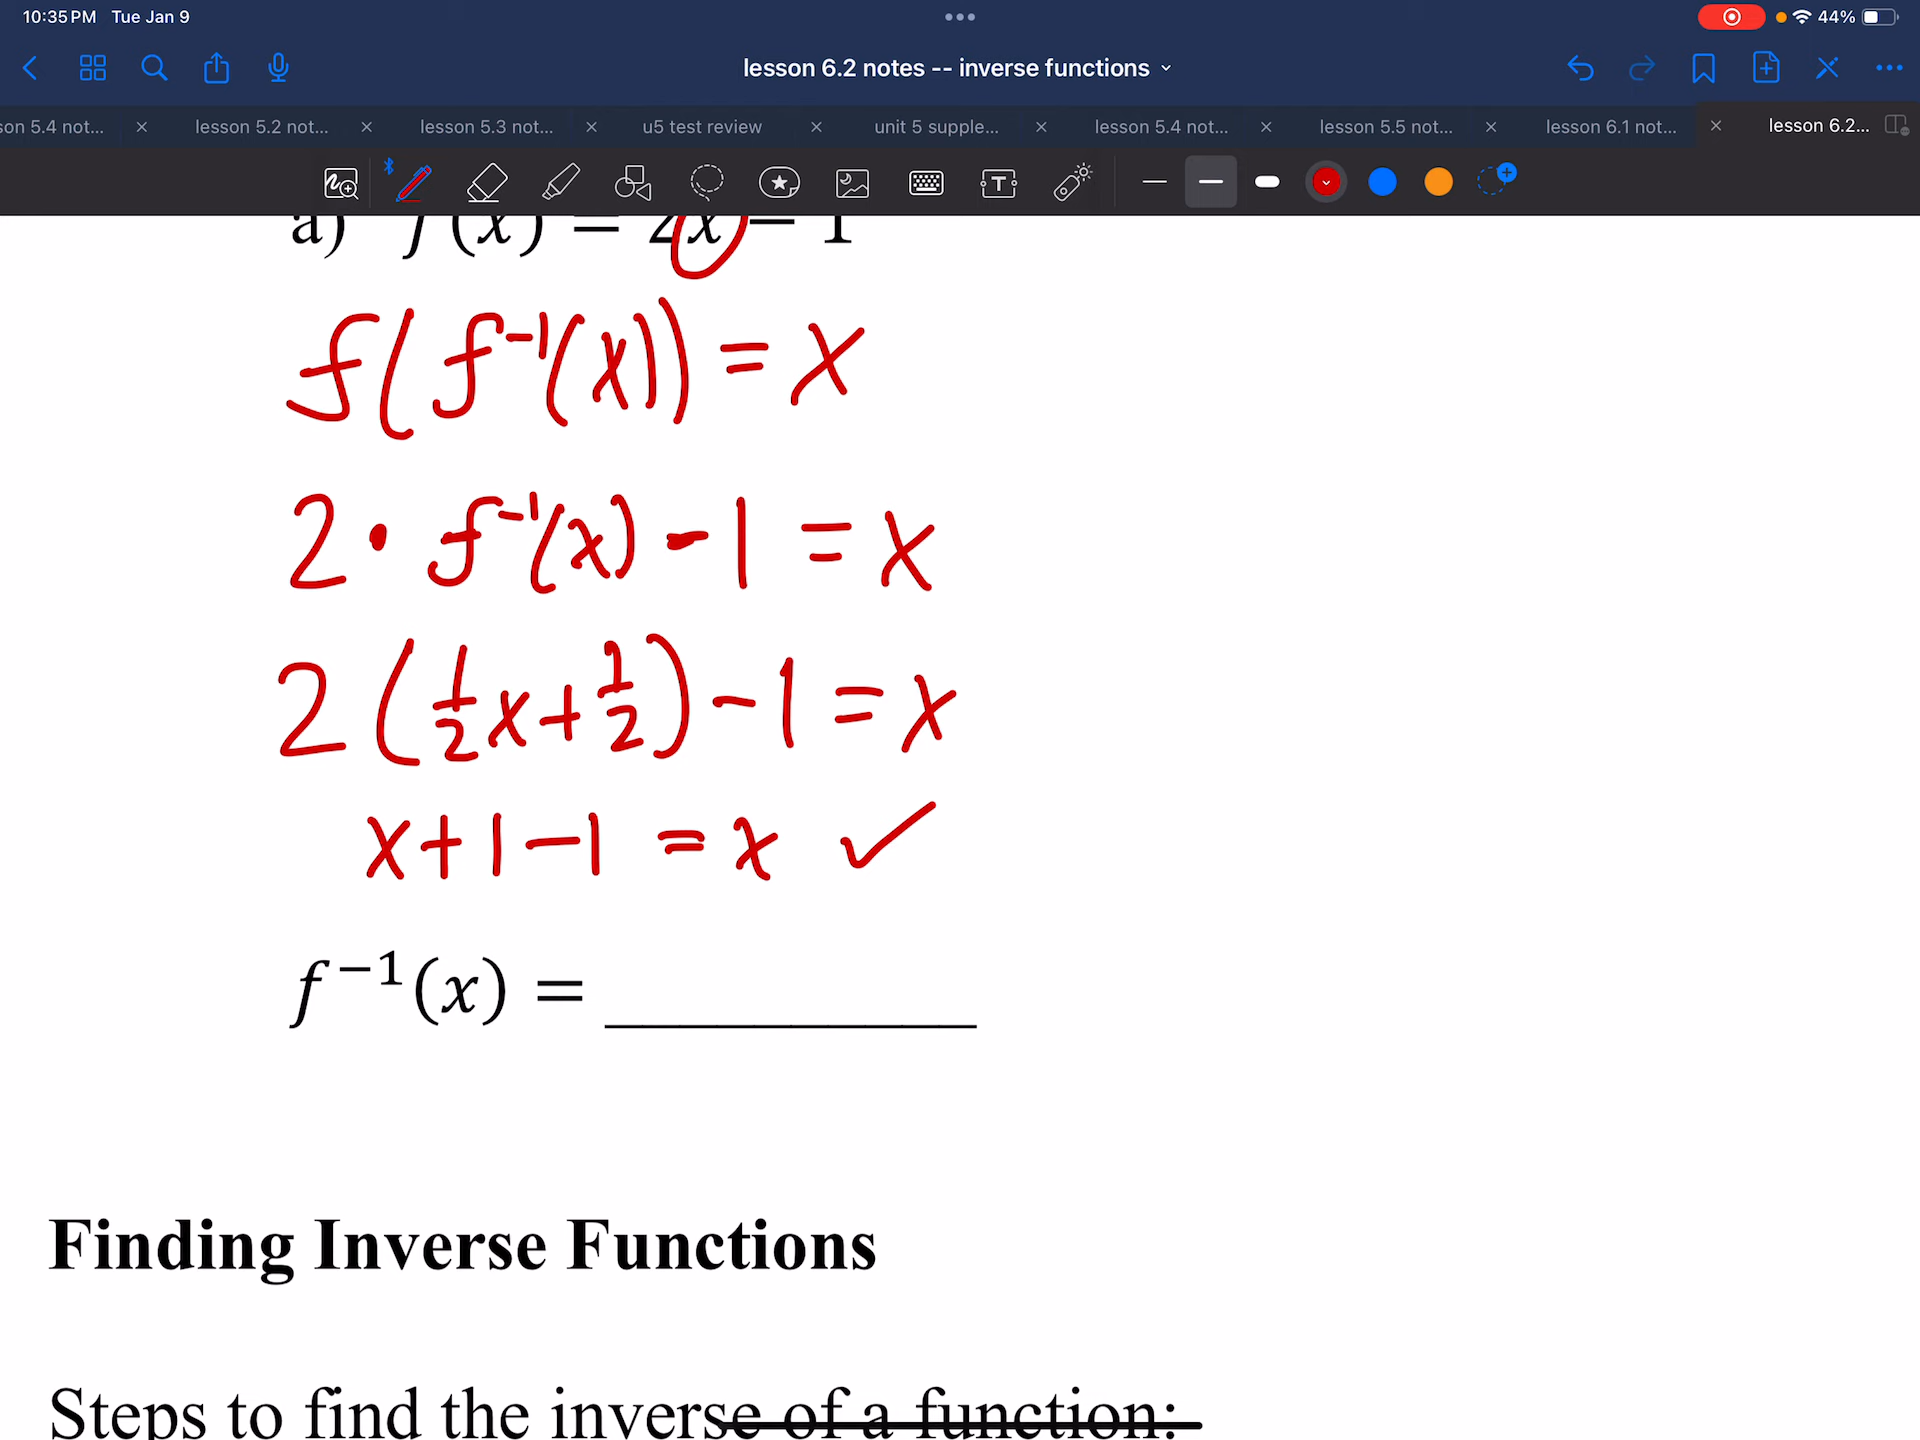 10:35 PM Tue Jan 9 44%
lesson 6.2 notes -- inverse functions
son 5.4 not... lesson 5.2 not... lesson 5.3 not... u5 test review unit 5 supple... lesson 5.4 not... lesson 5.5 not... lesson 6.1 not... lesson 6.2...
a) f(x) = 2x − 1
f(f⁻¹(x)) = x
2 · f⁻¹(x) − 1 = x
2(1/2x + 1/2) − 1 = x
x + 1 − 1 = x ✓
f⁻¹(x) = __________
Finding Inverse Functions
Steps to find the inverse of a function: